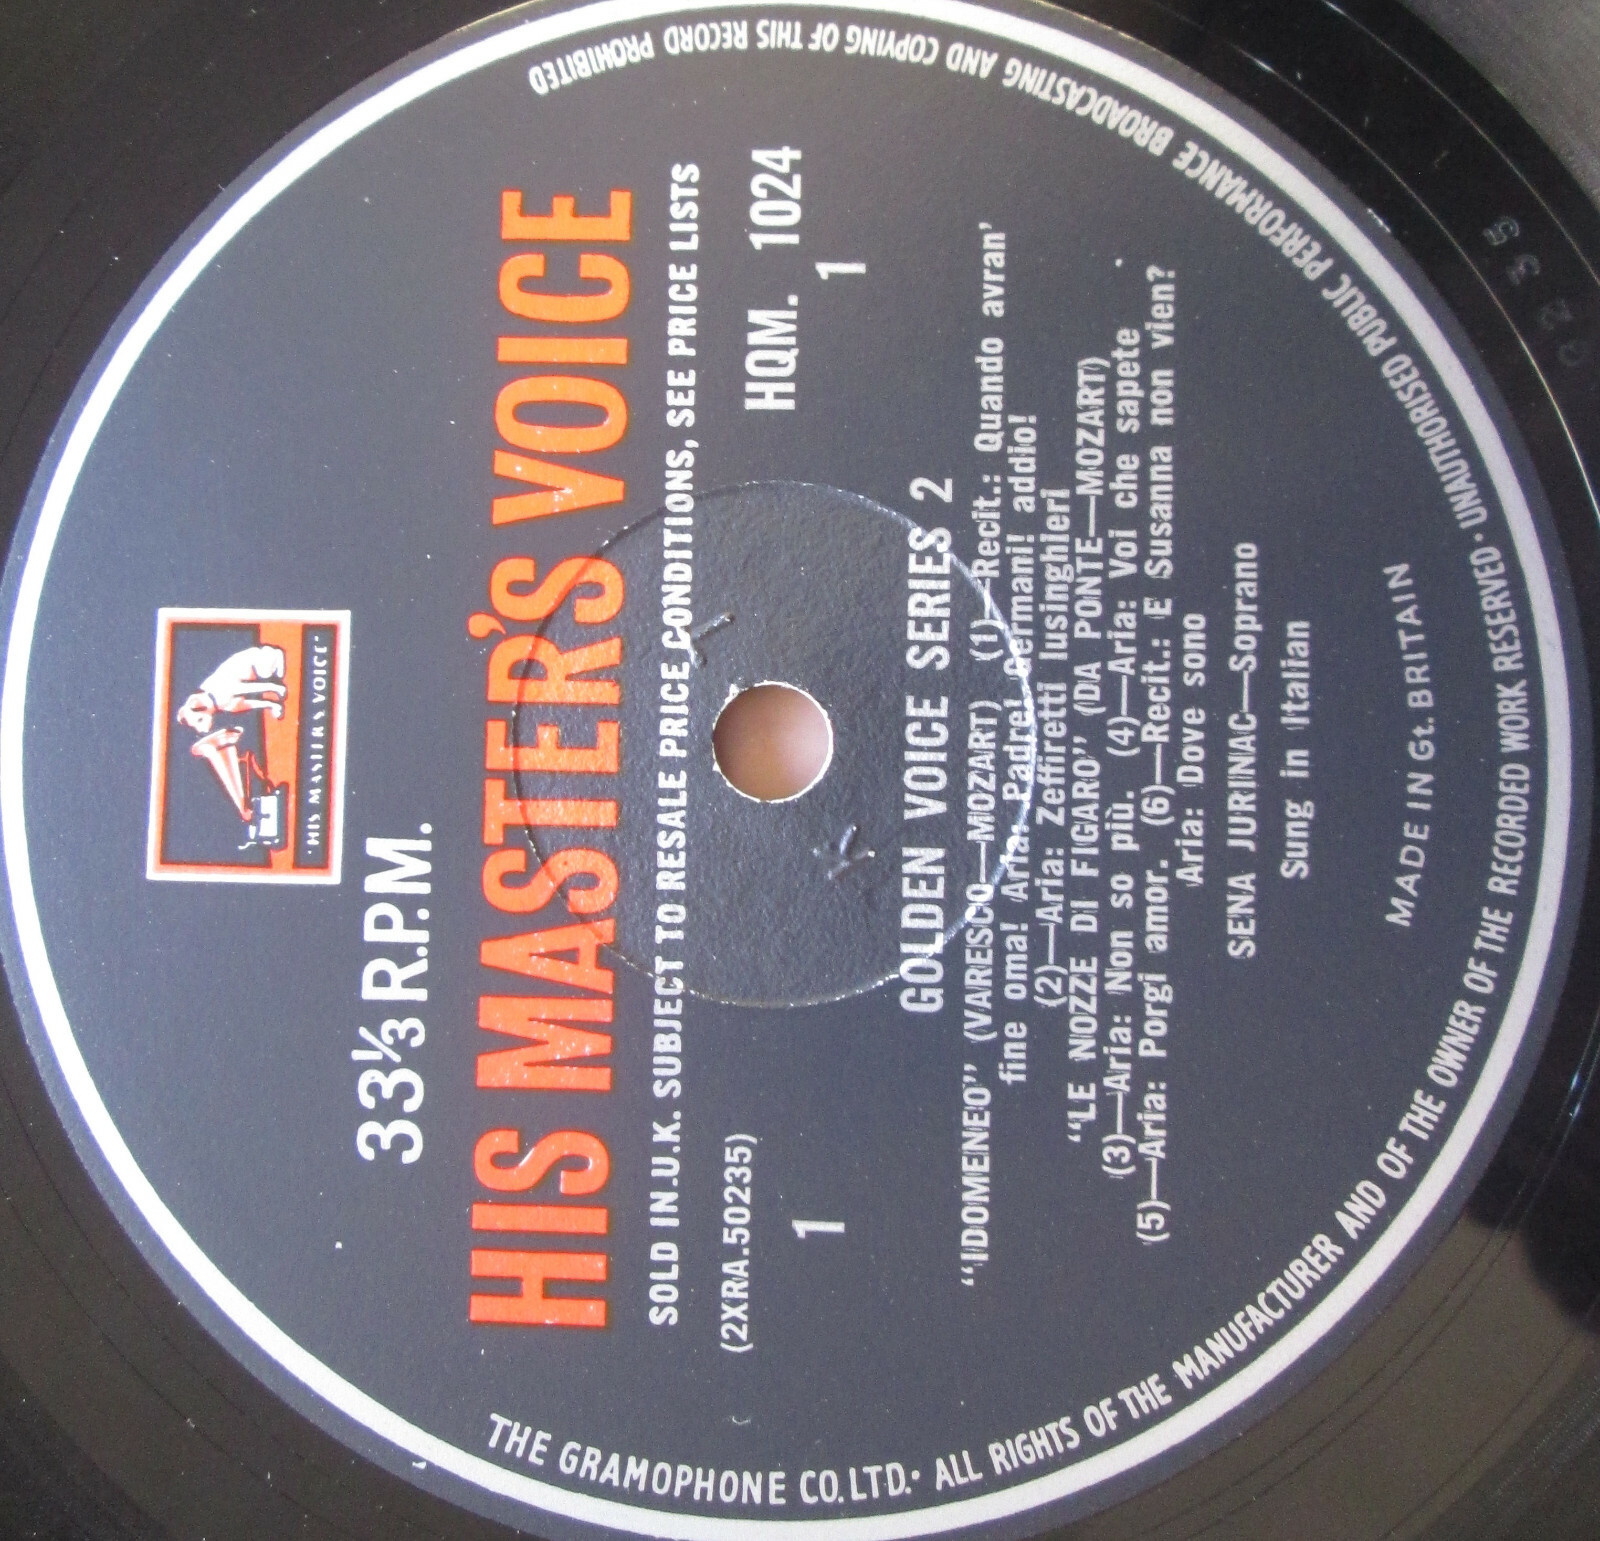 "HIS MASTER'S VOICE"
33⅓ R.P.M.
HIS MASTER'S VOICE
SOLD IN U.K. SUBJECT TO RESALE PRICE CONDITIONS, SEE PRICE LISTS
(2XRA.50235)
HQM. 1024
1
1
GOLDEN VOICE SERIES 2
"IDOMENEO" (VARESCO—MOZART) (1)—Recit.: Quando avran'
fine oma! Aria: Padre! Germani! addio!
(2)—Aria: Zeffiretti lusinghieri
"LE NOZZE DI FIGARO" (DA PONTE—MOZART)
(3)—Aria: Non so più. (4)—Aria: Voi che sapete
(5)—Aria: Porgi amor. (6)—Recit.: E Susanna non vien?
Aria: Dove sono
SENA JURINAC—Soprano
Sung in Italian
MADE IN Gt. BRITAIN
THE GRAMOPHONE CO. LTD. · ALL RIGHTS OF THE MANUFACTURER AND OF THE OWNER OF THE RECORDED WORK RESERVED · UNAUTHORISED PUBLIC PERFORMANCE BROADCASTING AND COPYING OF THIS RECORD PROHIBITED